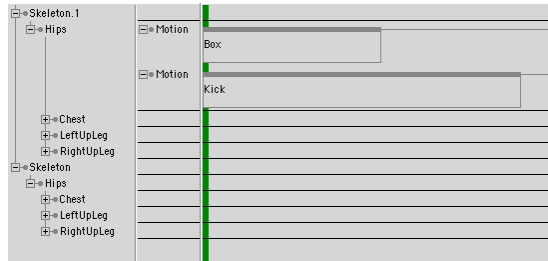 Skeleton.1
Hips
Motion
Box
Motion
Kick
Chest
LeftUpLeg
RightUpLeg
Skeleton
Hips
Chest
LeftUpLeg
RightUpLeg